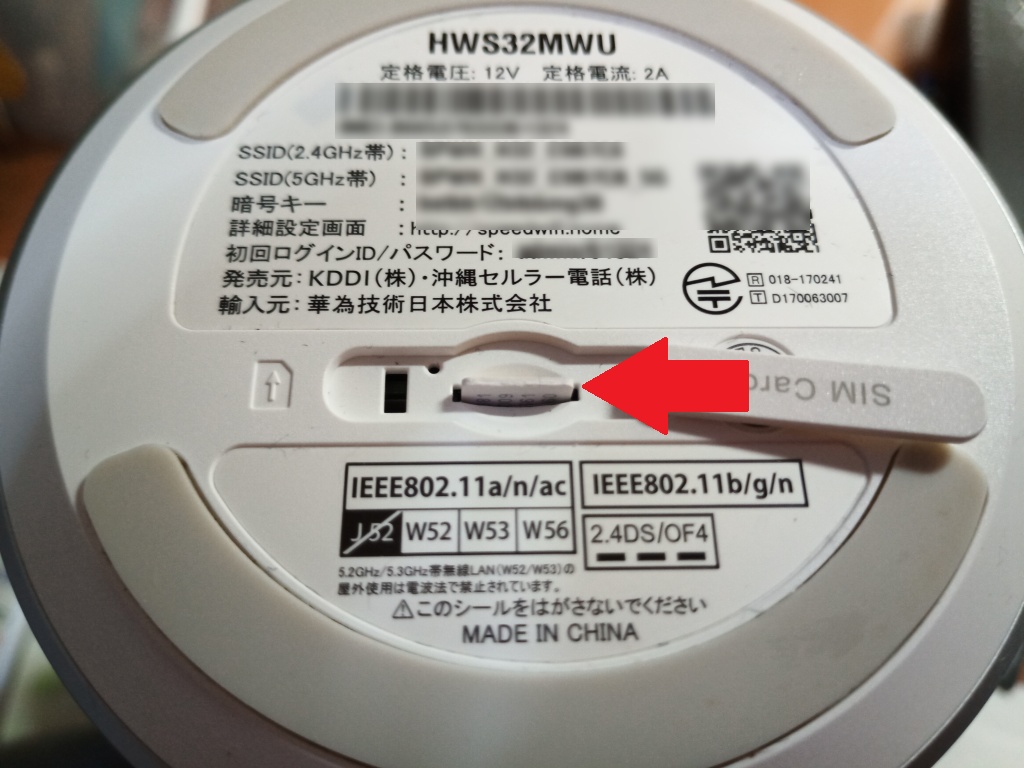 HWS32MWU
定格電圧: 12V 定格電流: 2A
SSID(2.4GHz帯) :
SSID(5GHz帯) :
暗号キー :
詳細設定画面 : http://speedwifi.home
初回ログインID/パスワード:
発売元: KDDI(株)・沖縄セルラー電話(株)
輸入元: 華為技術日本株式会社
R 018-170241
T D170063007
SIM Card
IEEE802.11a/n/ac
IEEE802.11b/g/n
J52 W52 W53 W56
2.4DS/OF4
5.2GHz/5.3GHz帯無線LAN(W52/W53)の
屋外使用は電波法で禁止されています。
⚠このシールをはがさないでください
MADE IN CHINA